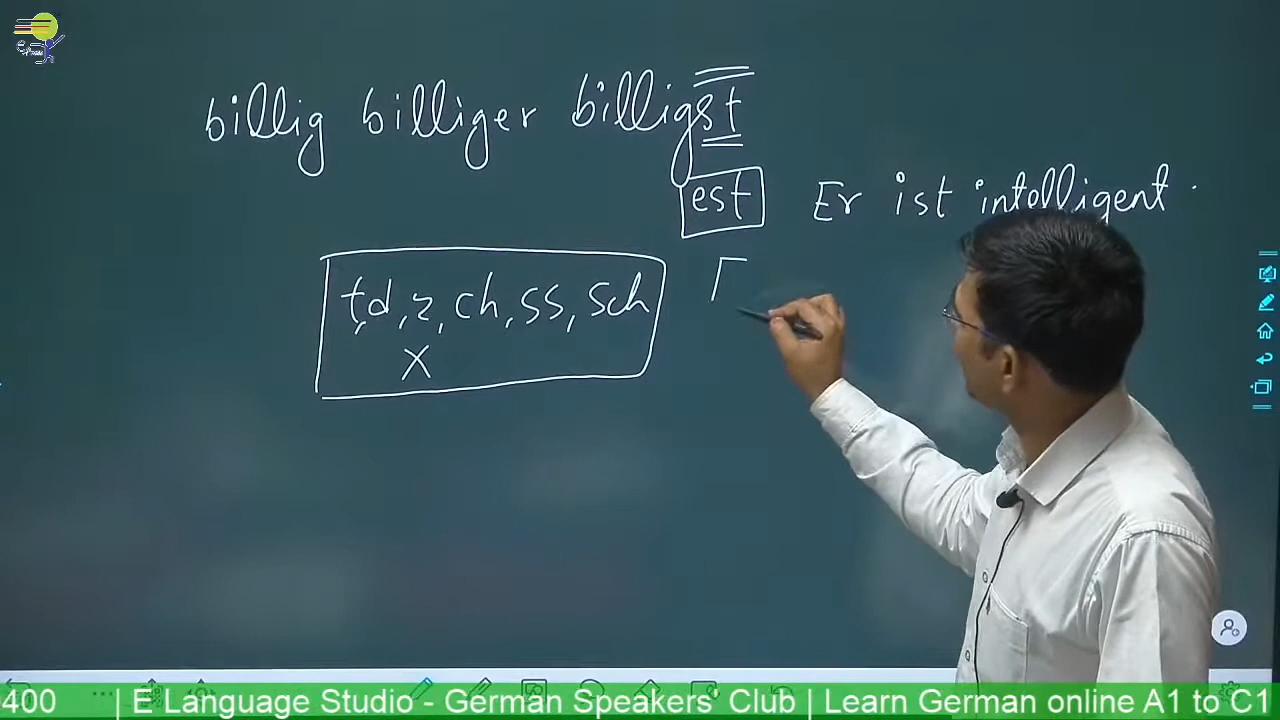 billig billiger billigst
est Er ist intelligent.
t,d,z,ch,ss,sch
x
400 | E Language Studio - German Speakers' Club | Learn German online A1 to C1